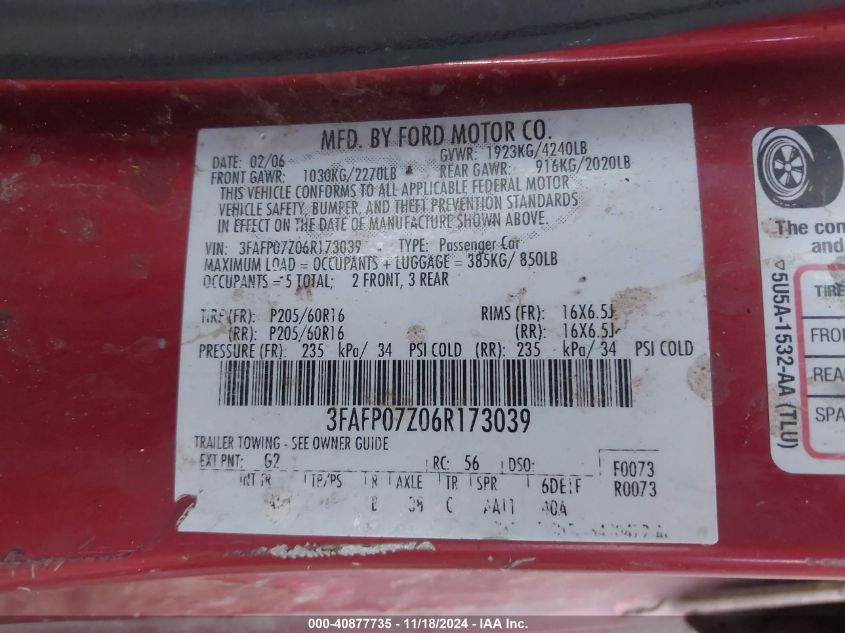 MFD. BY FORD MOTOR CO.
DATE: 02/06 GVWR: 1923KG/4240LB
FRONT GAWR: 1030KG/2270LB REAR GAWR: 916KG/2020LB
THIS VEHICLE CONFORMS TO ALL APPLICABLE FEDERAL MOTOR
VEHICLE SAFETY, BUMPER, AND THEFT PREVENTION STANDARDS
IN EFFECT ON THE DATE OF MANUFACTURE SHOWN ABOVE.
VIN: 3FAFP07Z06R173039 TYPE: Passenger Car
MAXIMUM LOAD = OCCUPANTS + LUGGAGE = 385KG/ 850LB
OCCUPANTS = 5 TOTAL; 2 FRONT, 3 REAR
TIRE(FR): P205/60R16 RIMS (FR): 16X6.5J
(RR): P205/60R16 (RR): 16X6.5J
PRESSURE (FR): 235 kPa/ 34 PSI COLD (RR): 235 kPa/ 34 PSI COLD
3FAFP07Z06R173039
TRAILER TOWING - SEE OWNER GUIDE
EXT PNT: G2 RC: 56 DSO: F0073
INT TR TP/PS R AXLE TR SPR R0073
C
The
and
TIRE
5U5A-1532-AA (TLU)
000-40877735 - 11/18/2024 - IAA Inc.